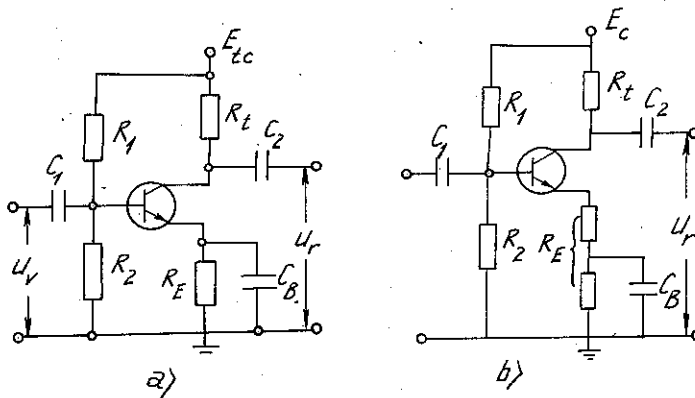 E_tc
R_1
R_t
C_1
C_2
u_v
R_2
R_E
C_B
u_r
a)
E_c
R_1
R_t
C_1
C_2
R_2
R_E
C_B
u_r
b)